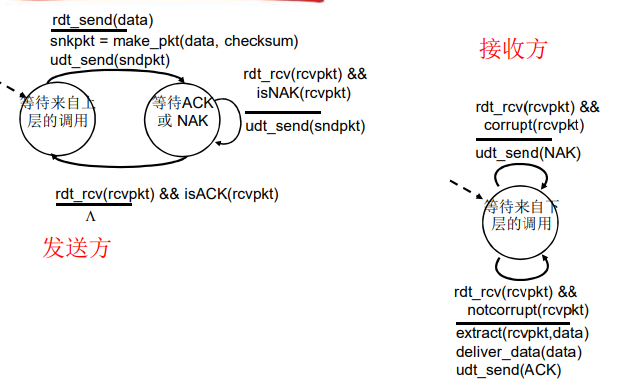 rdt_send(data)
snkpkt = make_pkt(data, checksum)
udt_send(sndpkt)
等待来自上
层的调用
等待ACK
或 NAK
rdt_rcv(rcvpkt) &&
isNAK(rcvpkt)
udt_send(sndpkt)
rdt_rcv(rcvpkt) && isACK(rcvpkt)
Λ
发送方
接收方
rdt_rcv(rcvpkt) &&
corrupt(rcvpkt)
udt_send(NAK)
等待来自下
层的调用
rdt_rcv(rcvpkt) &&
notcorrupt(rcvpkt)
extract(rcvpkt,data)
deliver_data(data)
udt_send(ACK)